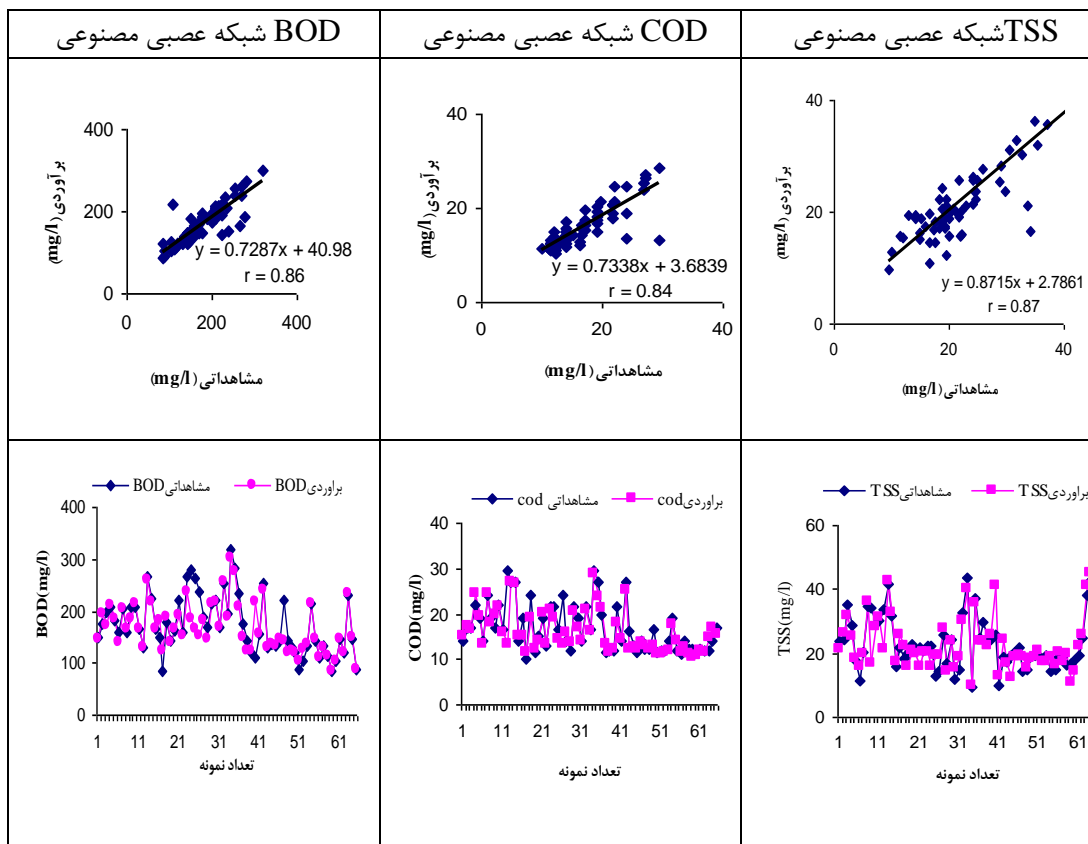 شبکه عصبی مصنوعی BOD
شبکه عصبی مصنوعی COD
شبکه عصبی مصنوعیTSS
برآوردی(mg/l)
400
200
0
y = 0.7287x + 40.98
r = 0.86
0 200 400
مشاهداتی(mg/l)
برآوردی(mg/l)
40
20
0
y = 0.7338x + 3.6839
r = 0.84
0 20 40
مشاهداتی(mg/l)
برآوردی(mg/l)
40
20
0
y = 0.8715x + 2.7861
r = 0.87
0 20 40
مشاهداتی(mg/l)
مشاهداتیBOD براوردیBOD
BOD(mg/l)
400
300
200
100
0
1 11 21 31 41 51 61
تعداد نمونه
مشاهداتی cod براوردیcod
COD(mg/l)
40
30
20
10
0
1 11 21 31 41 51 61
تعداد نمونه
مشاهداتیTSS براوردیTSS
TSS(mg/l)
60
40
20
0
1 11 21 31 41 51 61
تعداد نمونه